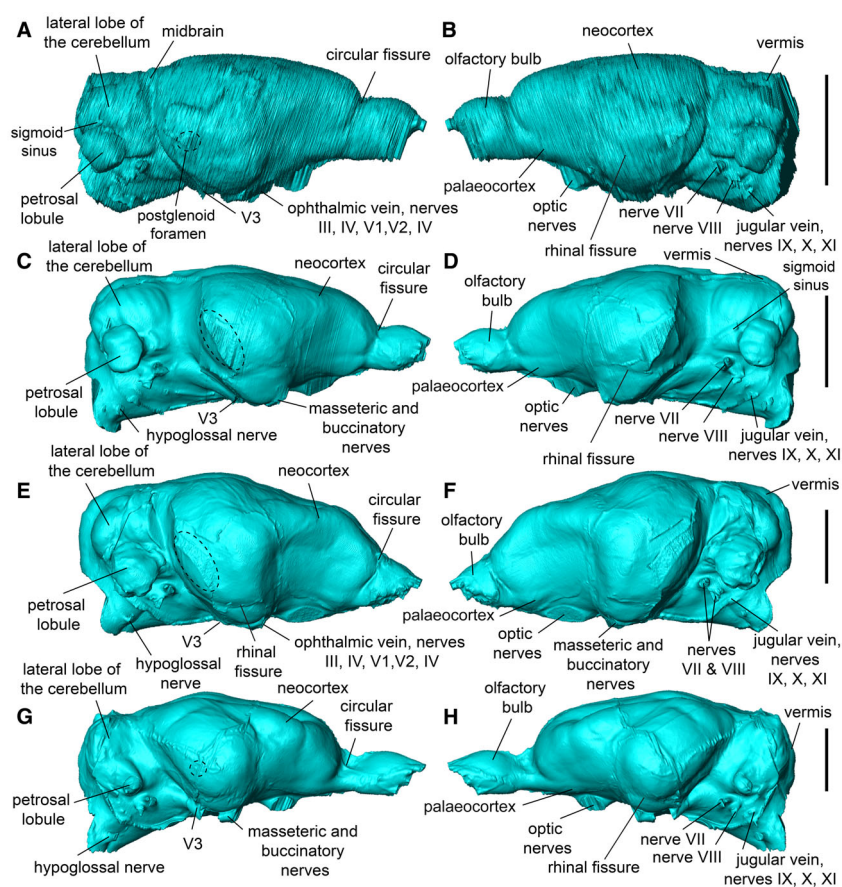 A
lateral lobe of
the cerebellum
midbrain
circular fissure
sigmoid
sinus
petrosal
lobule
postglenoid
foramen
V3
ophthalmic vein, nerves
III, IV, V1,V2, IV
B
neocortex
olfactory bulb
vermis
palaeocortex
optic
nerves
rhinal fissure
nerve VII
nerve VIII
jugular vein,
nerves IX, X, XI
C
lateral lobe of
the cerebellum
neocortex
circular
fissure
petrosal
lobule
V3
hypoglossal nerve
masseteric and
buccinatory
nerves
D
olfactory
bulb
vermis
sigmoid
sinus
palaeocortex
optic
nerves
nerve VII
nerve VIII
rhinal fissure
jugular vein,
nerves IX, X, XI
E
lateral lobe of
the cerebellum
neocortex
circular
fissure
petrosal
lobule
V3
hypoglossal
nerve
rhinal
fissure
ophthalmic vein, nerves
III, IV, V1,V2, IV
F
olfactory
bulb
vermis
palaeocortex
optic
nerves
masseteric and
buccinatory
nerves
nerves
VII & VIII
jugular vein,
nerves
IX, X, XI
G
lateral lobe of
the cerebellum
neocortex
circular
fissure
petrosal
lobule
V3
hypoglossal nerve
masseteric and
buccinatory
nerves
H
olfactory
bulb
vermis
palaeocortex
optic
nerves
rhinal fissure
nerve VII
nerve VIII
jugular vein,
nerves IX, X, XI